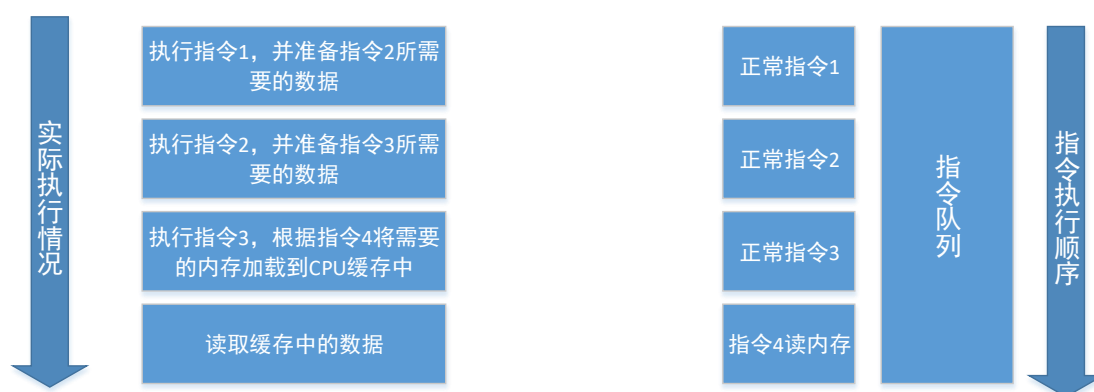 实际执行情况
执行指令1，并准备指令2所需
要的数据
执行指令2，并准备指令3所需
要的数据
执行指令3，根据指令4将需要
的内存加载到CPU缓存中
读取缓存中的数据
正常指令1
正常指令2
正常指令3
指令4读内存
指令队列
指令执行顺序